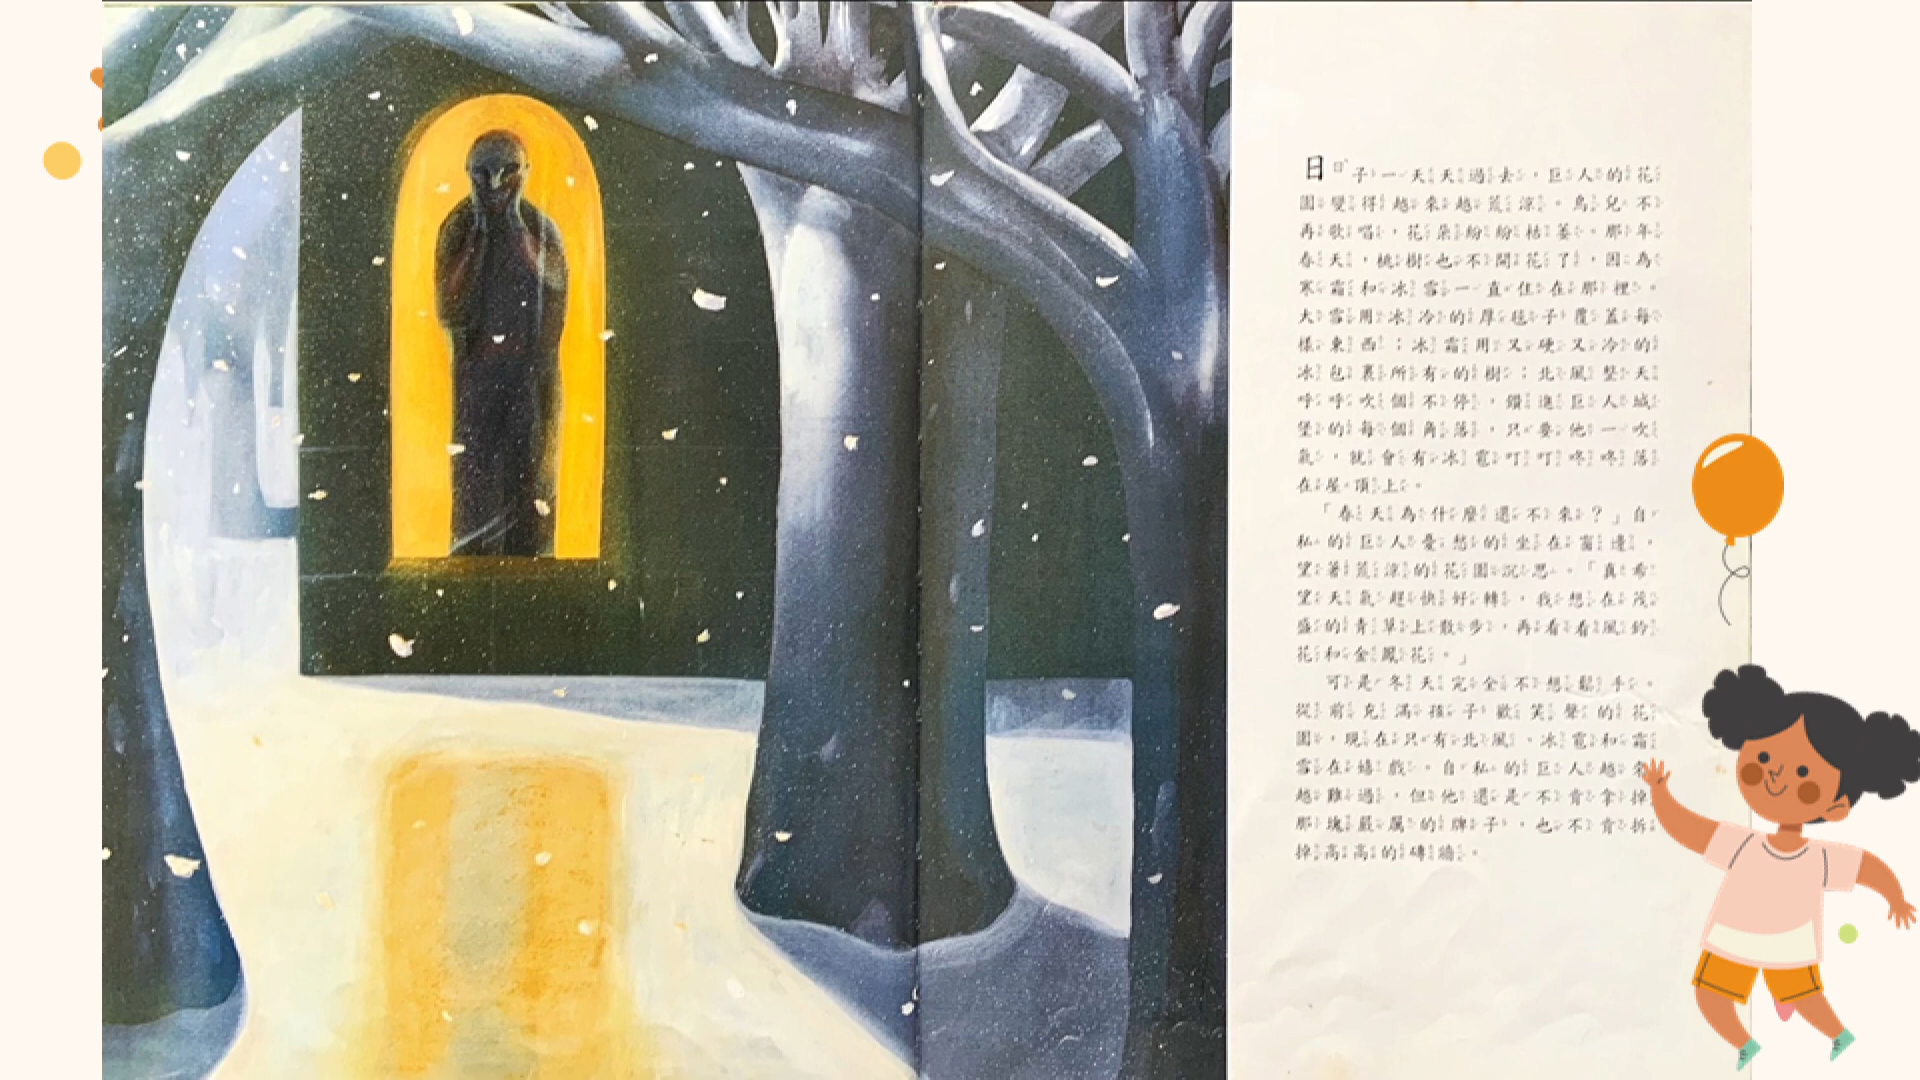 日子一天天過去，巨人的花
園變得越來越荒涼。鳥兒不
再歌唱，花朵紛紛枯萎。那年
春天，桃樹也不開花了，因為
寒霜和冰雪一直住在那裡。
大雪用冰冷的厚毯子覆蓋每
樣東西；冰霜用又硬又冷的
冰包裹所有的樹；北風整天
呼呼吹個不停，鑽進巨人城
堡的每個角落，只要他一吹
氣，就會有冰雹叮叮咚咚落
在屋頂上。
「春天為什麼還不來？」自
私的巨人憂愁的坐在窗邊，
望著荒涼的花園沉思。「真希
望天氣趕快好轉，我想在茂
盛的青草上散步，再看看風鈴
花和金鳳花。」
可是冬天完全不想鬆手。
從前充滿孩子歡笑聲的花
園，現在只有北風、冰雹和霜
雪在嬉戲。自私的巨人越來
越難過，但他還是不肯拿掉
那塊嚴厲的牌子，也不肯拆
掉高高的磚牆。